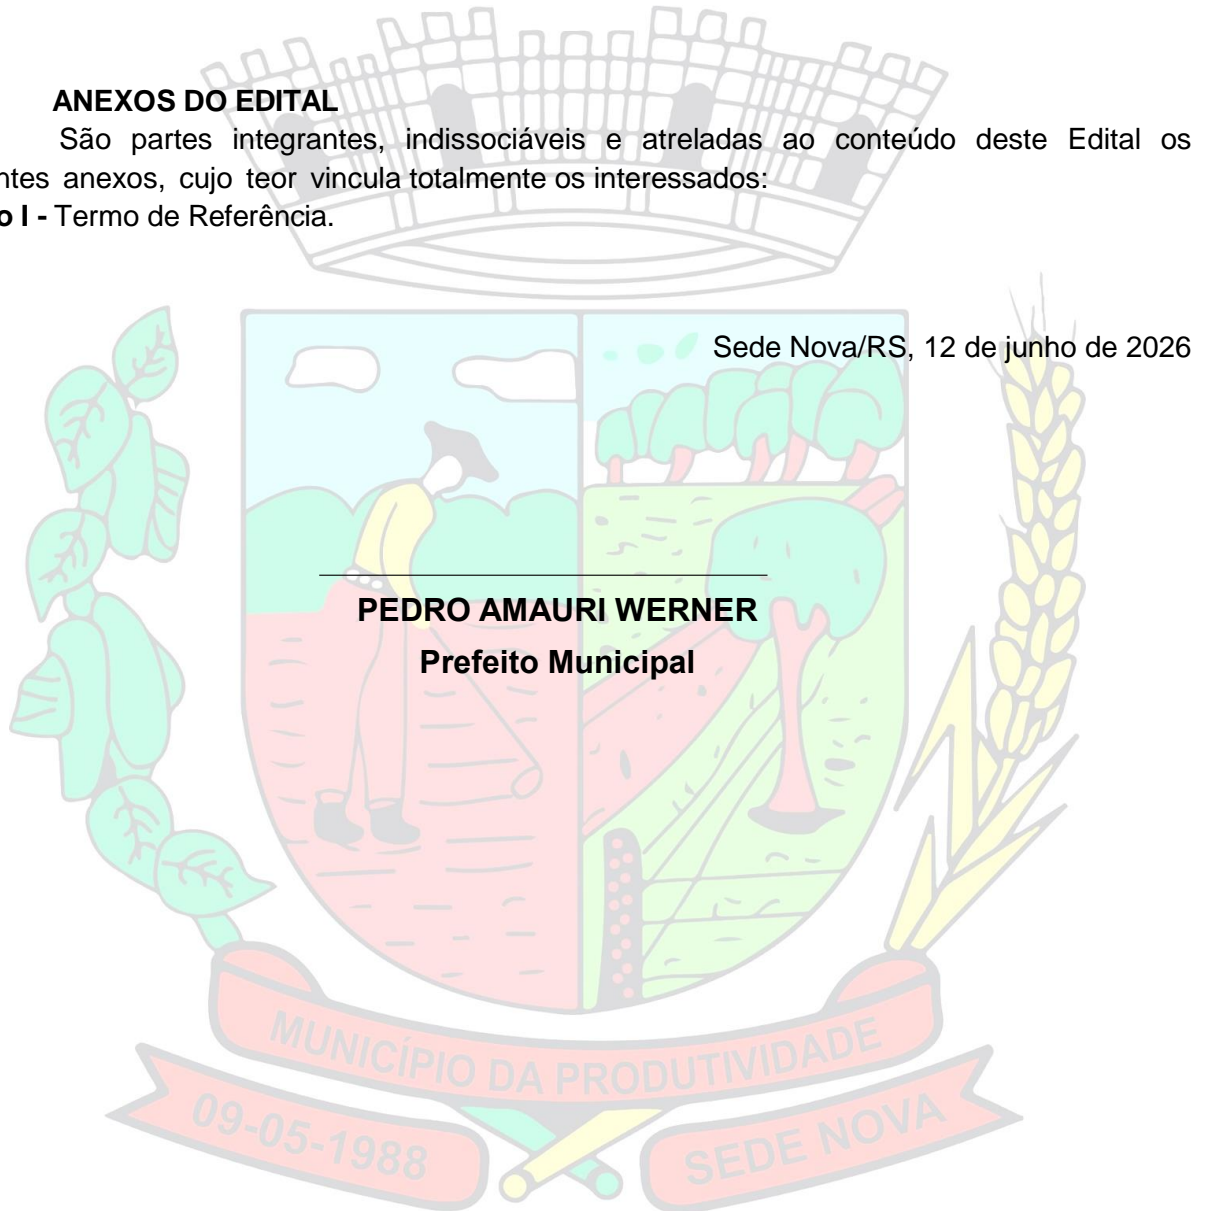 ANEXOS DO EDITAL
São partes integrantes, indissociáveis e atreladas ao conteúdo deste Edital os
ntes anexos, cujo teor vincula totalmente os interessados:
o I - Termo de Referência.
Sede Nova/RS, 12 de junho de 2026
PEDRO AMAURI WERNER
Prefeito Municipal
MUNICÍPIO DA PRODUTIVIDADE
09-05-1988
SEDE NOVA